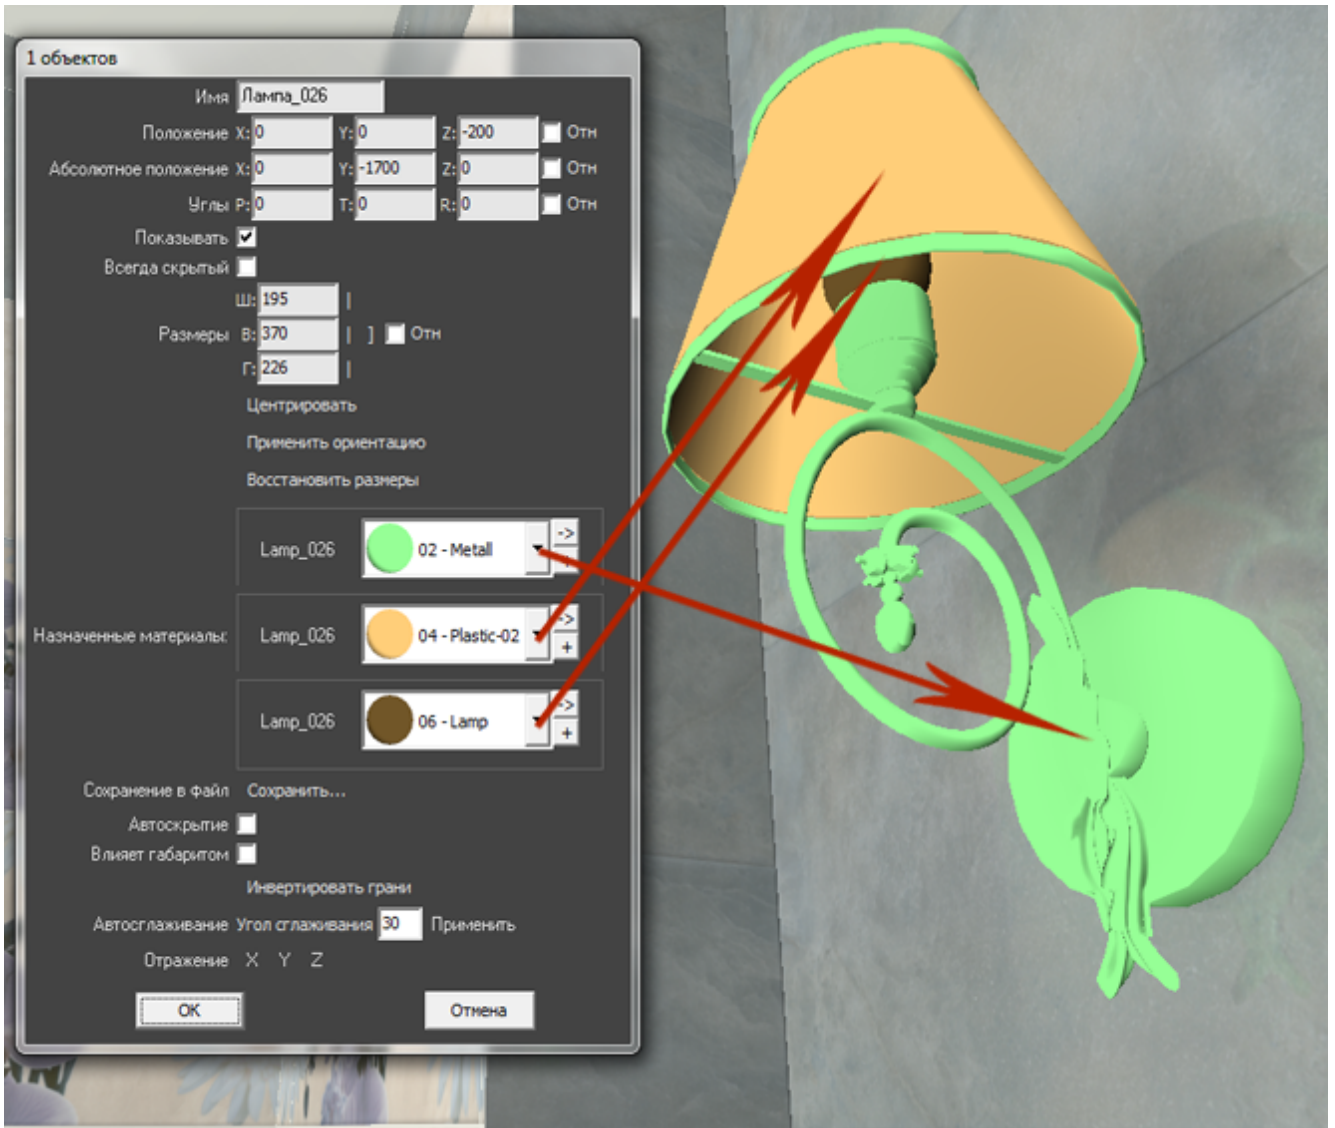 1 объектов
Имя Лампа_026
Положение X: 0 Y: 0 Z: -200 Отн
Абсолютное положение X: 0 Y: -1700 Z: 0 Отн
Углы P: 0 T: 0 R: 0 Отн
Показывать
Всегда скрытый
Ш: 195 |
Размеры В: 370 | ] Отн
Г: 226 |
Центрировать
Применить ориентацию
Восстановить размеры
Lamp_026 02 - Metall ->
+
Назначенные материалы: Lamp_026 04 - Plastic-02 ->
+
Lamp_026 06 - Lamp ->
+
Сохранение в файл Сохранить...
Автоскрытие
Влияет габаритом
Инвертировать грани
Автосглаживание Угол сглаживания 30 Применить
Отражение X Y Z
OK Отмена